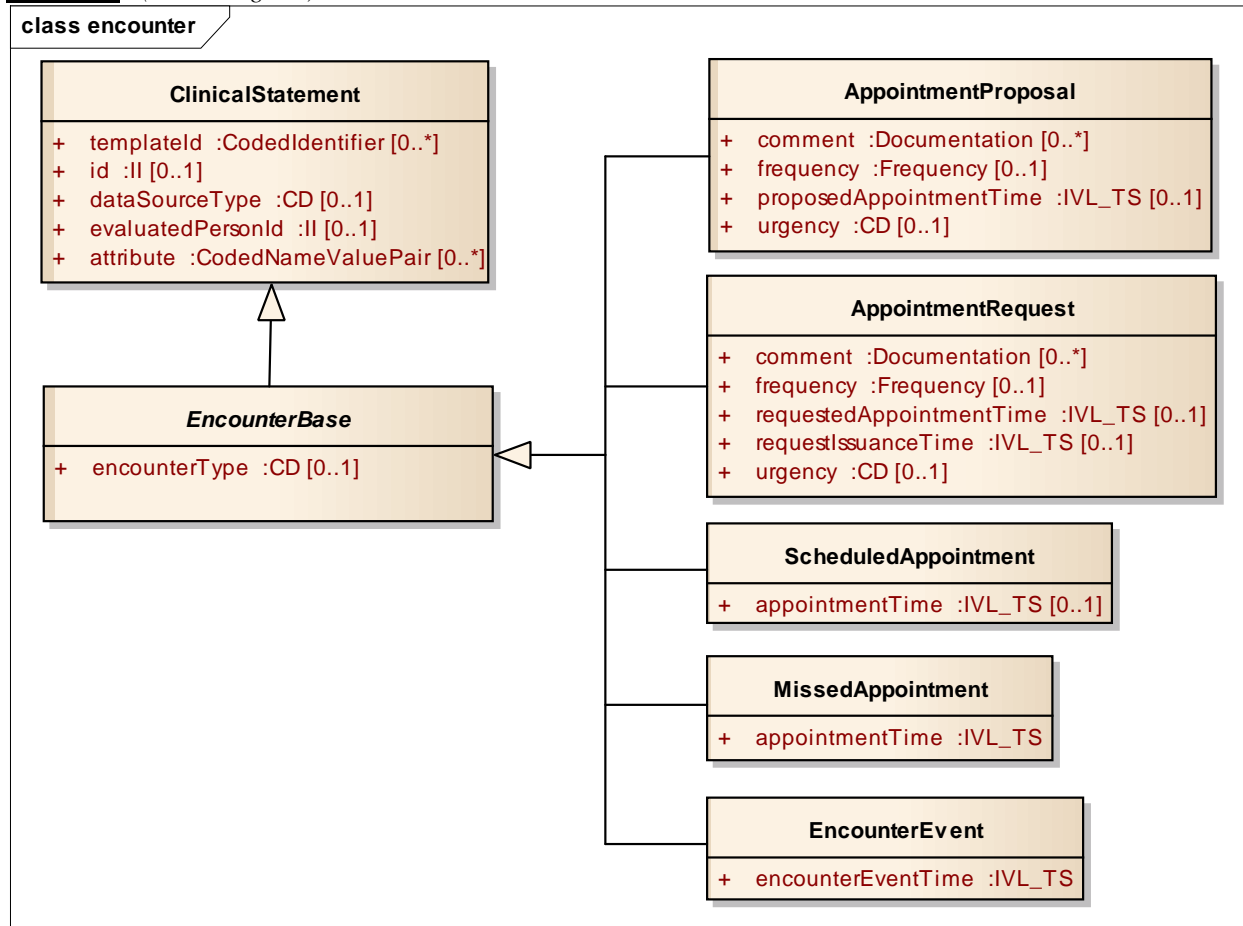 class encounter
ClinicalStatement
+ templateId :CodedIdentifier [0..*]
+ id :II [0..1]
+ dataSourceType :CD [0..1]
+ evaluatedPersonId :II [0..1]
+ attribute :CodedNameValuePair [0..*]
EncounterBase
+ encounterType :CD [0..1]
AppointmentProposal
+ comment :Documentation [0..*]
+ frequency :Frequency [0..1]
+ proposedAppointmentTime :IVL_TS [0..1]
+ urgency :CD [0..1]
AppointmentRequest
+ comment :Documentation [0..*]
+ frequency :Frequency [0..1]
+ requestedAppointmentTime :IVL_TS [0..1]
+ requestIssuanceTime :IVL_TS [0..1]
+ urgency :CD [0..1]
ScheduledAppointment
+ appointmentTime :IVL_TS [0..1]
MissedAppointment
+ appointmentTime :IVL_TS
EncounterEvent
+ encounterEventTime :IVL_TS